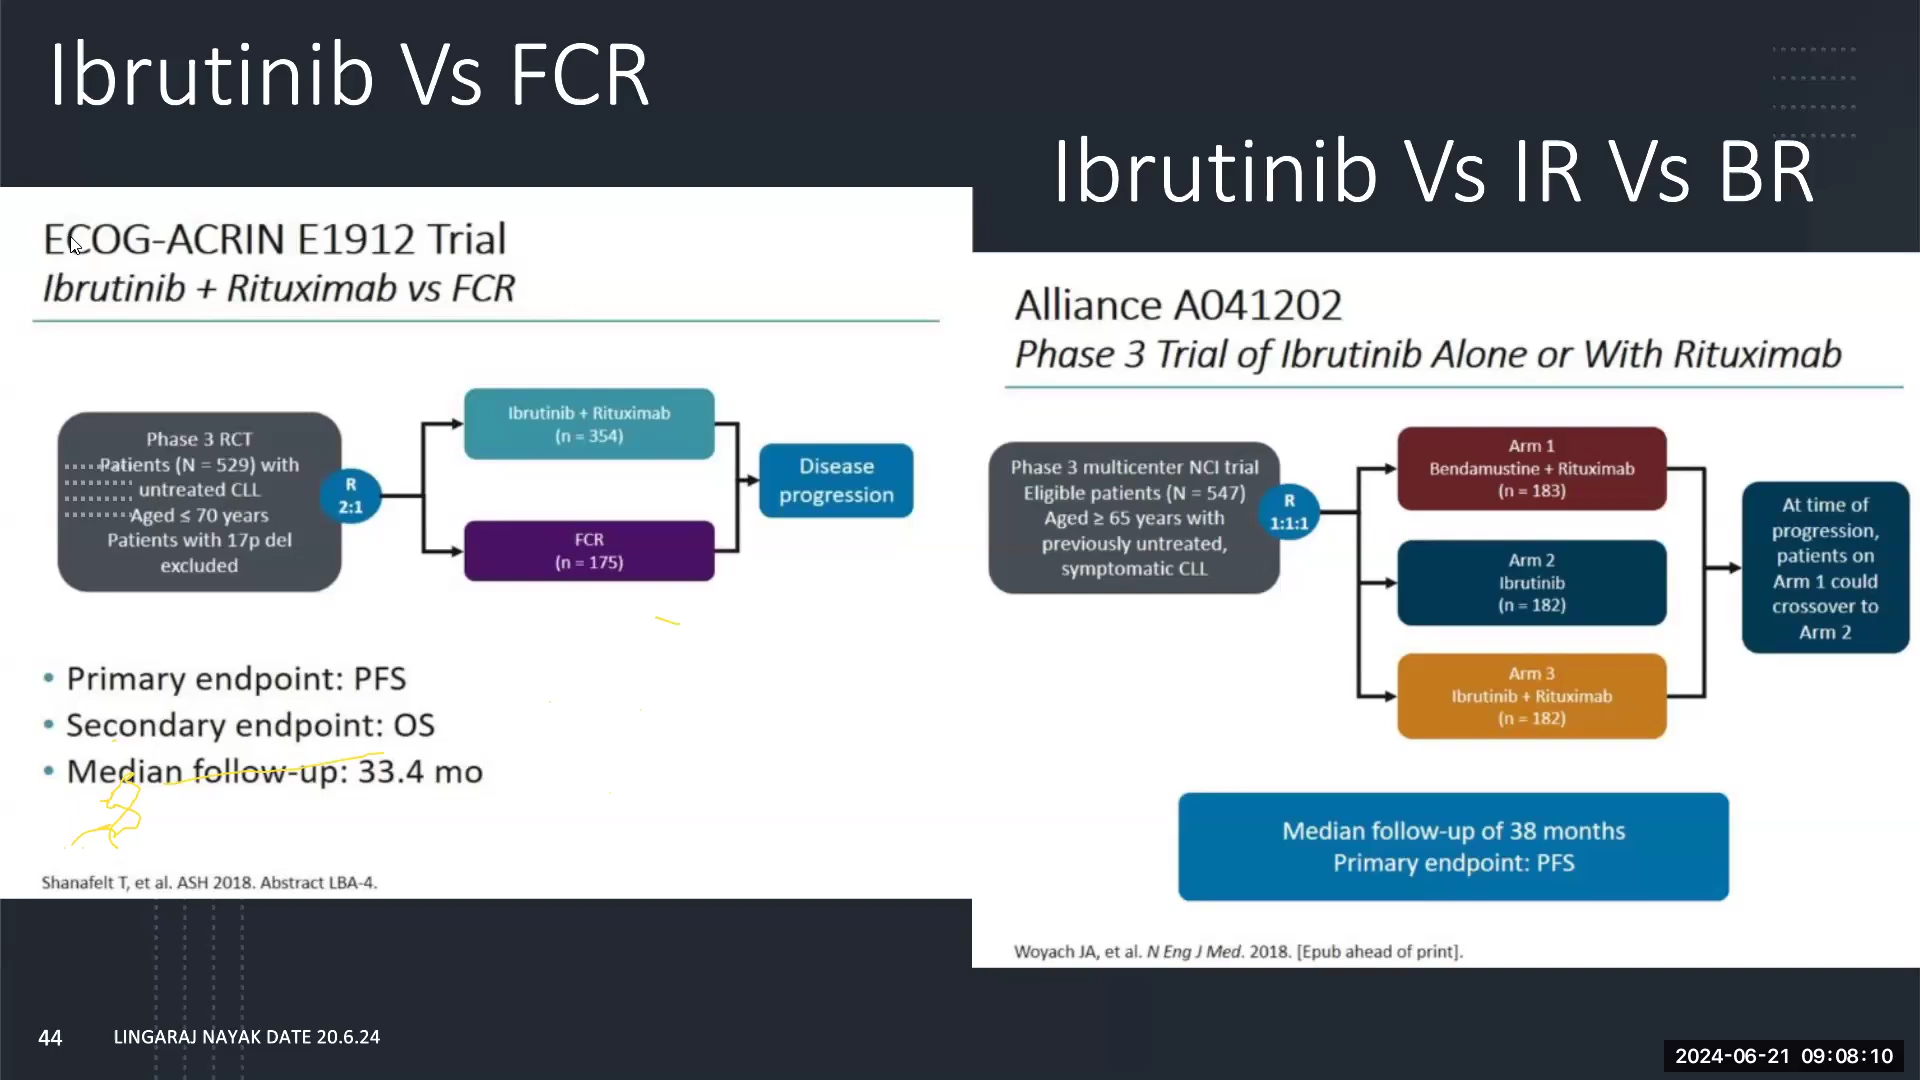 Ibrutinib Vs FCR
ECOG-ACRIN E1912 Trial
Ibrutinib + Rituximab vs FCR
Phase 3 RCT
Patients (N = 529) with
untreated CLL
Aged ≤ 70 years
Patients with 17p del
excluded
R
2:1
Ibrutinib + Rituximab
(n = 354)
FCR
(n = 175)
Disease
progression
• Primary endpoint: PFS
• Secondary endpoint: OS
• Median follow-up: 33.4 mo
Shanafelt T, et al. ASH 2018. Abstract LBA-4.
Ibrutinib Vs IR Vs BR
Alliance A041202
Phase 3 Trial of Ibrutinib Alone or With Rituximab
Phase 3 multicenter NCI trial
Eligible patients (N = 547)
Aged ≥ 65 years with
previously untreated,
symptomatic CLL
R
1:1:1
Arm 1
Bendamustine + Rituximab
(n = 183)
Arm 2
Ibrutinib
(n = 182)
Arm 3
Ibrutinib + Rituximab
(n = 182)
At time of
progression,
patients on
Arm 1 could
crossover to
Arm 2
Median follow-up of 38 months
Primary endpoint: PFS
Woyach JA, et al. N Eng J Med. 2018. [Epub ahead of print].
44
LINGARAJ NAYAK DATE 20.6.24
2024-06-21 09:08:10